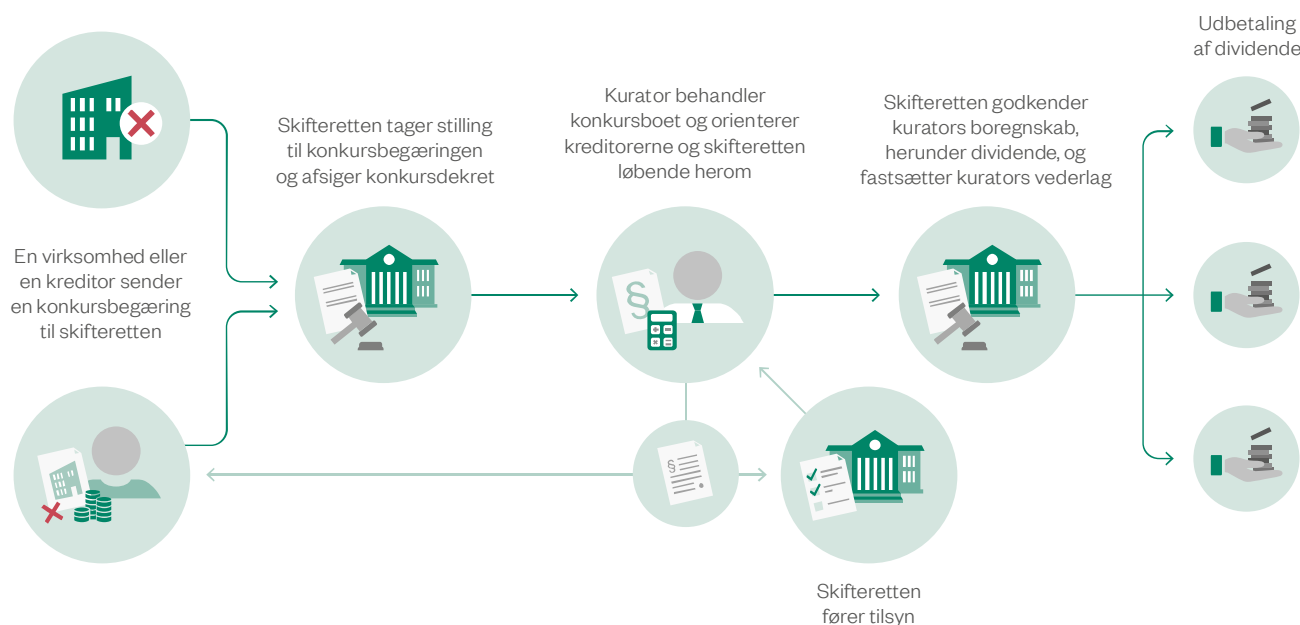 En virksomhed eller
en kreditor sender
en konkursbegæring
til skifteretten
Skifteretten tager stilling
til konkursbegæringen
og afsiger konkursdekret
Kurator behandler
konkursboet og orienterer
kreditorerne og skifteretten
løbende herom
§
§
Skifteretten
fører tilsyn
Skifteretten godkender
kurators boregnskab,
herunder dividende, og
fastsætter kurators vederlag
Udbetaling
af dividende